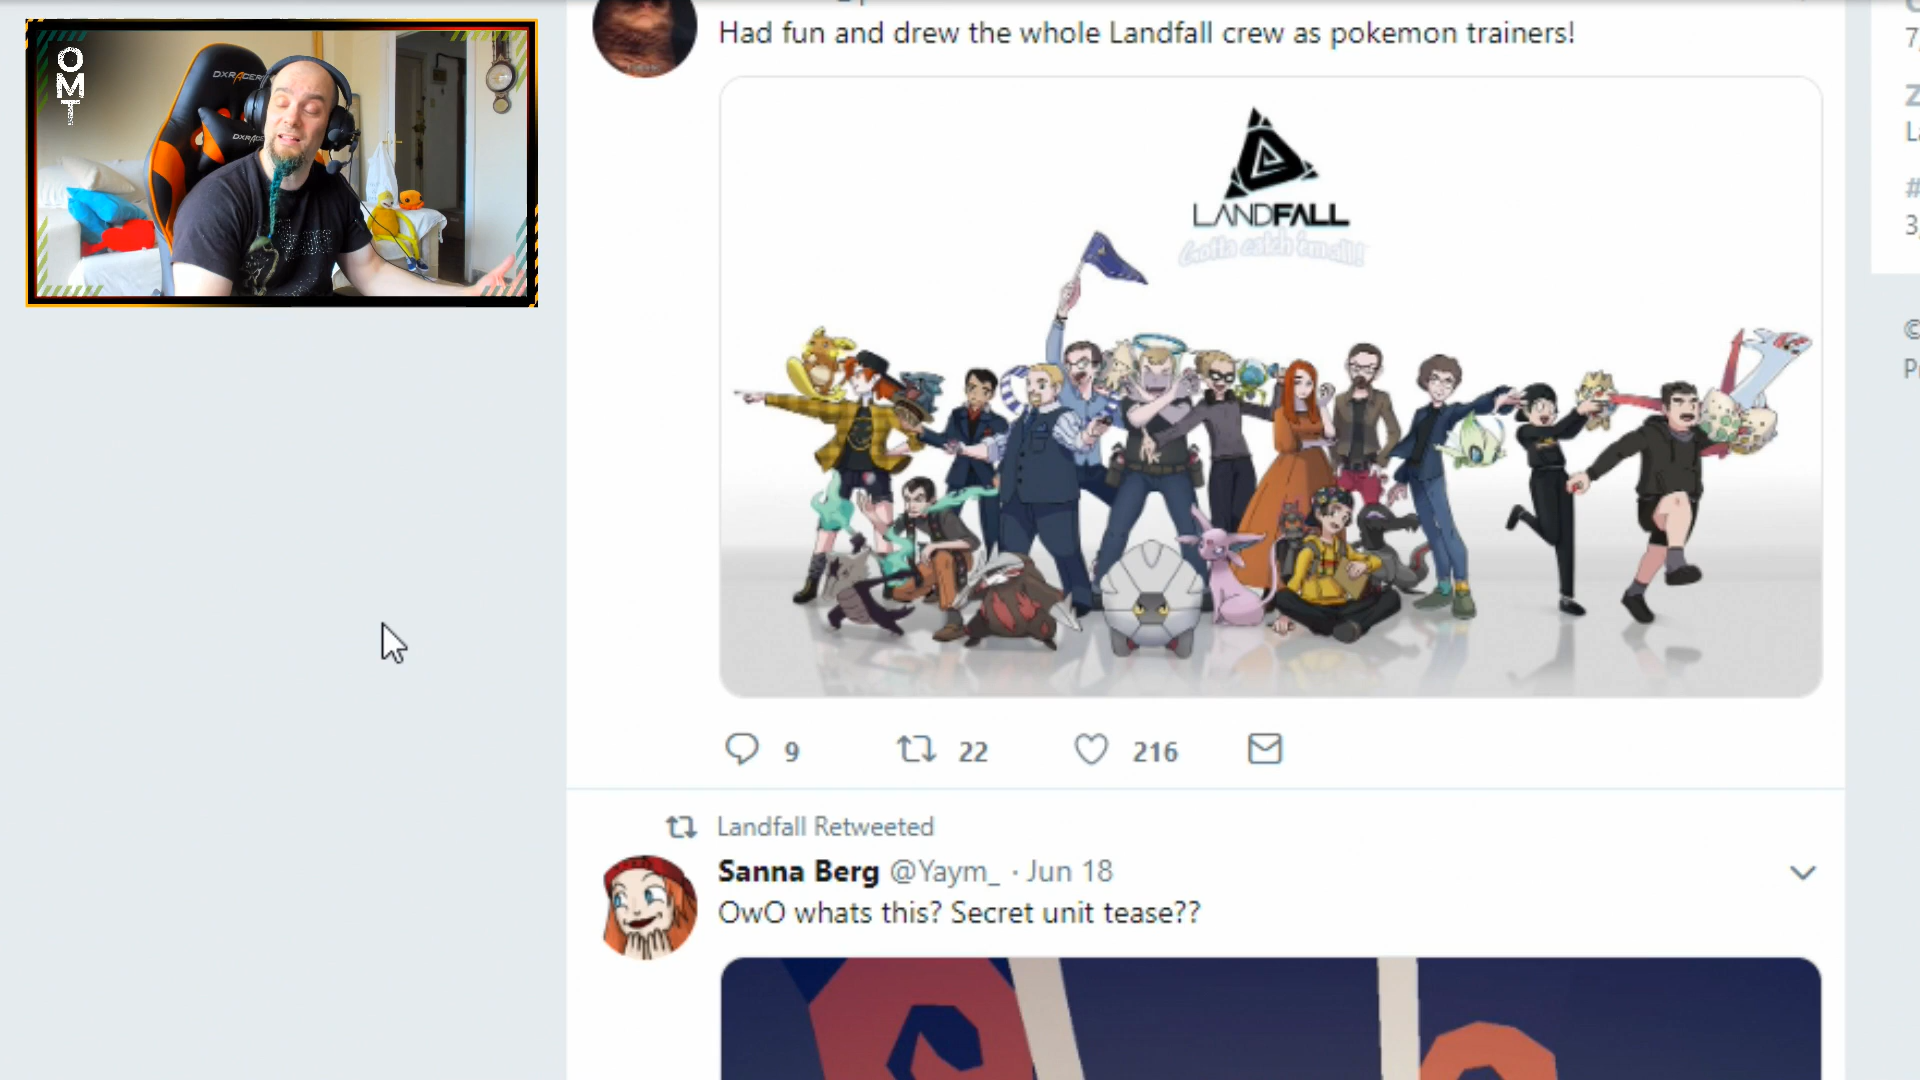 Had fun and drew the whole Landfall crew as pokemon trainers!
OMT
DXRACER
LANDFALL
Gotta catch 'em all!
9
22
216
Landfall Retweeted
Sanna Berg @Yaym_ · Jun 18
OwO whats this? Secret unit tease??